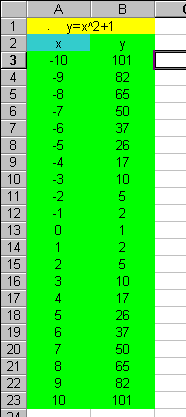 A B C
1 . y=x^2+1
2 x y
3 -10 101
4 -9 82
5 -8 65
6 -7 50
7 -6 37
8 -5 26
9 -4 17
10 -3 10
11 -2 5
12 -1 2
13 0 1
14 1 2
15 2 5
16 3 10
17 4 17
18 5 26
19 6 37
20 7 50
21 8 65
22 9 82
23 10 101